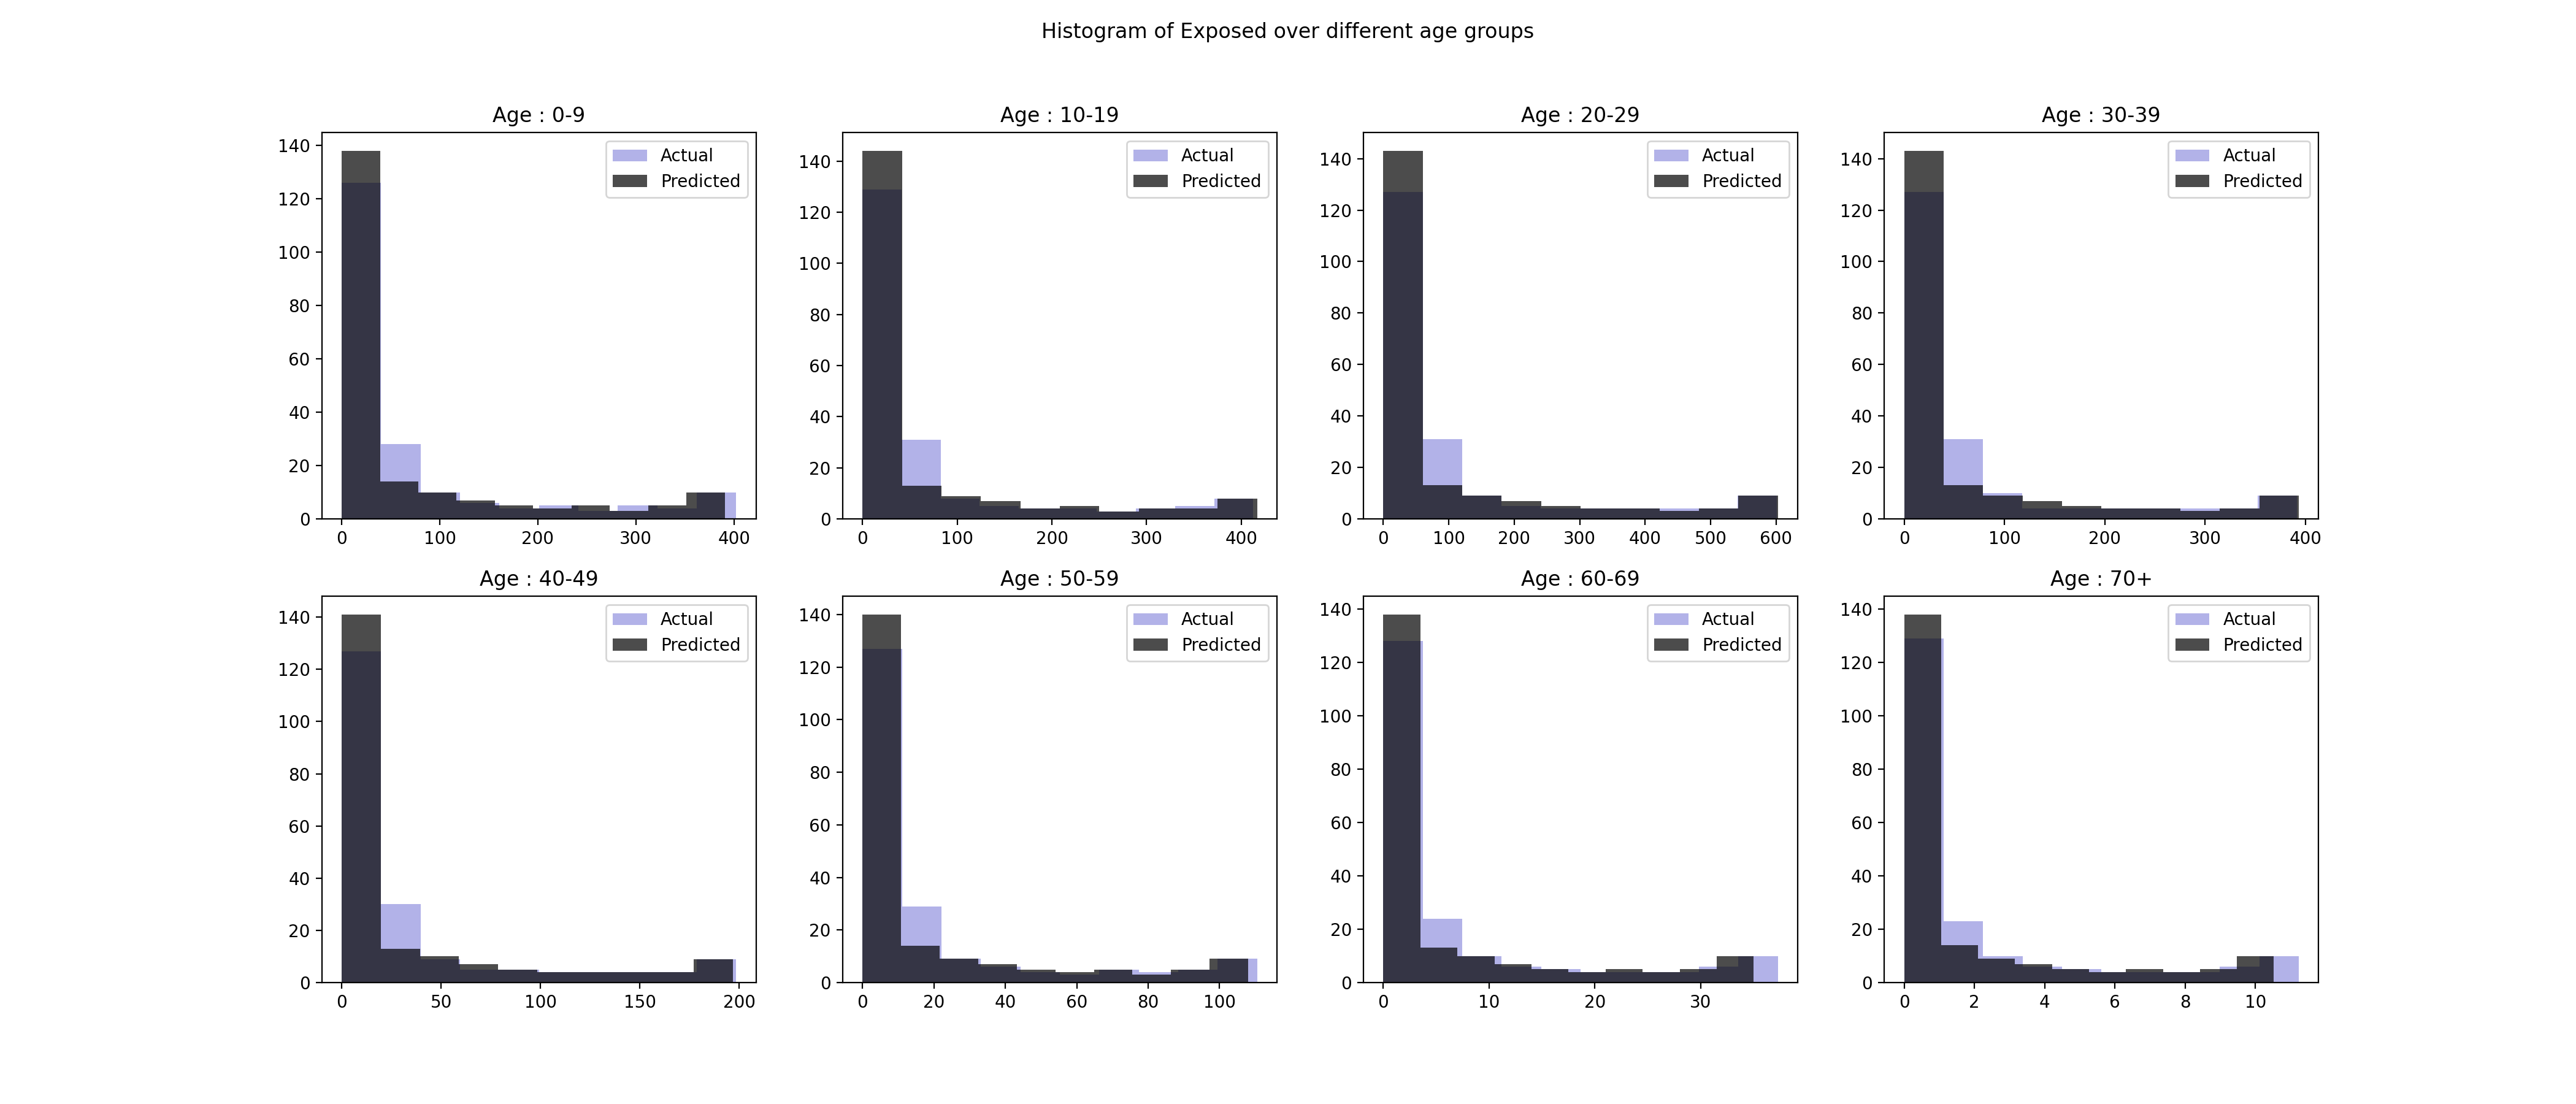 Histogram of Exposed over different age groups
Age : 0-9
Age : 10-19
Age : 20-29
Age : 30-39
140
120
100
80
60
40
20
0
0 100 200 300 400
Actual
Predicted
140
120
100
80
60
40
20
0
0 100 200 300 400
Actual
Predicted
140
120
100
80
60
40
20
0
0 100 200 300 400 500 600
Actual
Predicted
140
120
100
80
60
40
20
0
0 100 200 300 400
Actual
Predicted
Age : 40-49
Age : 50-59
Age : 60-69
Age : 70+
140
120
100
80
60
40
20
0
0 50 100 150 200
Actual
Predicted
140
120
100
80
60
40
20
0
0 20 40 60 80 100
Actual
Predicted
140
120
100
80
60
40
20
0
0 10 20 30
Actual
Predicted
140
120
100
80
60
40
20
0
0 2 4 6 8 10
Actual
Predicted